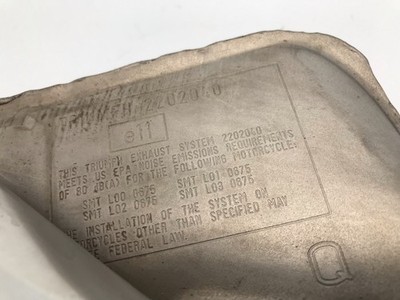 TRIUMPH 2202040
e11
THIS TRIUMPH EXHAUST SYSTEM 2202040
MEETS US EPA NOISE EMISSIONS REQUIREMENTS
OF 80 dB(A) FOR THE FOLLOWING MOTORCYCLE:
SMT L00 0875 SMT L01 0875
SMT L02 0875 SMT L03 0875
THE INSTALLATION OF THE SYSTEM ON
MOTORCYCLES OTHER THAN SPECIFIED MAY
FEDERAL LAW.
Q